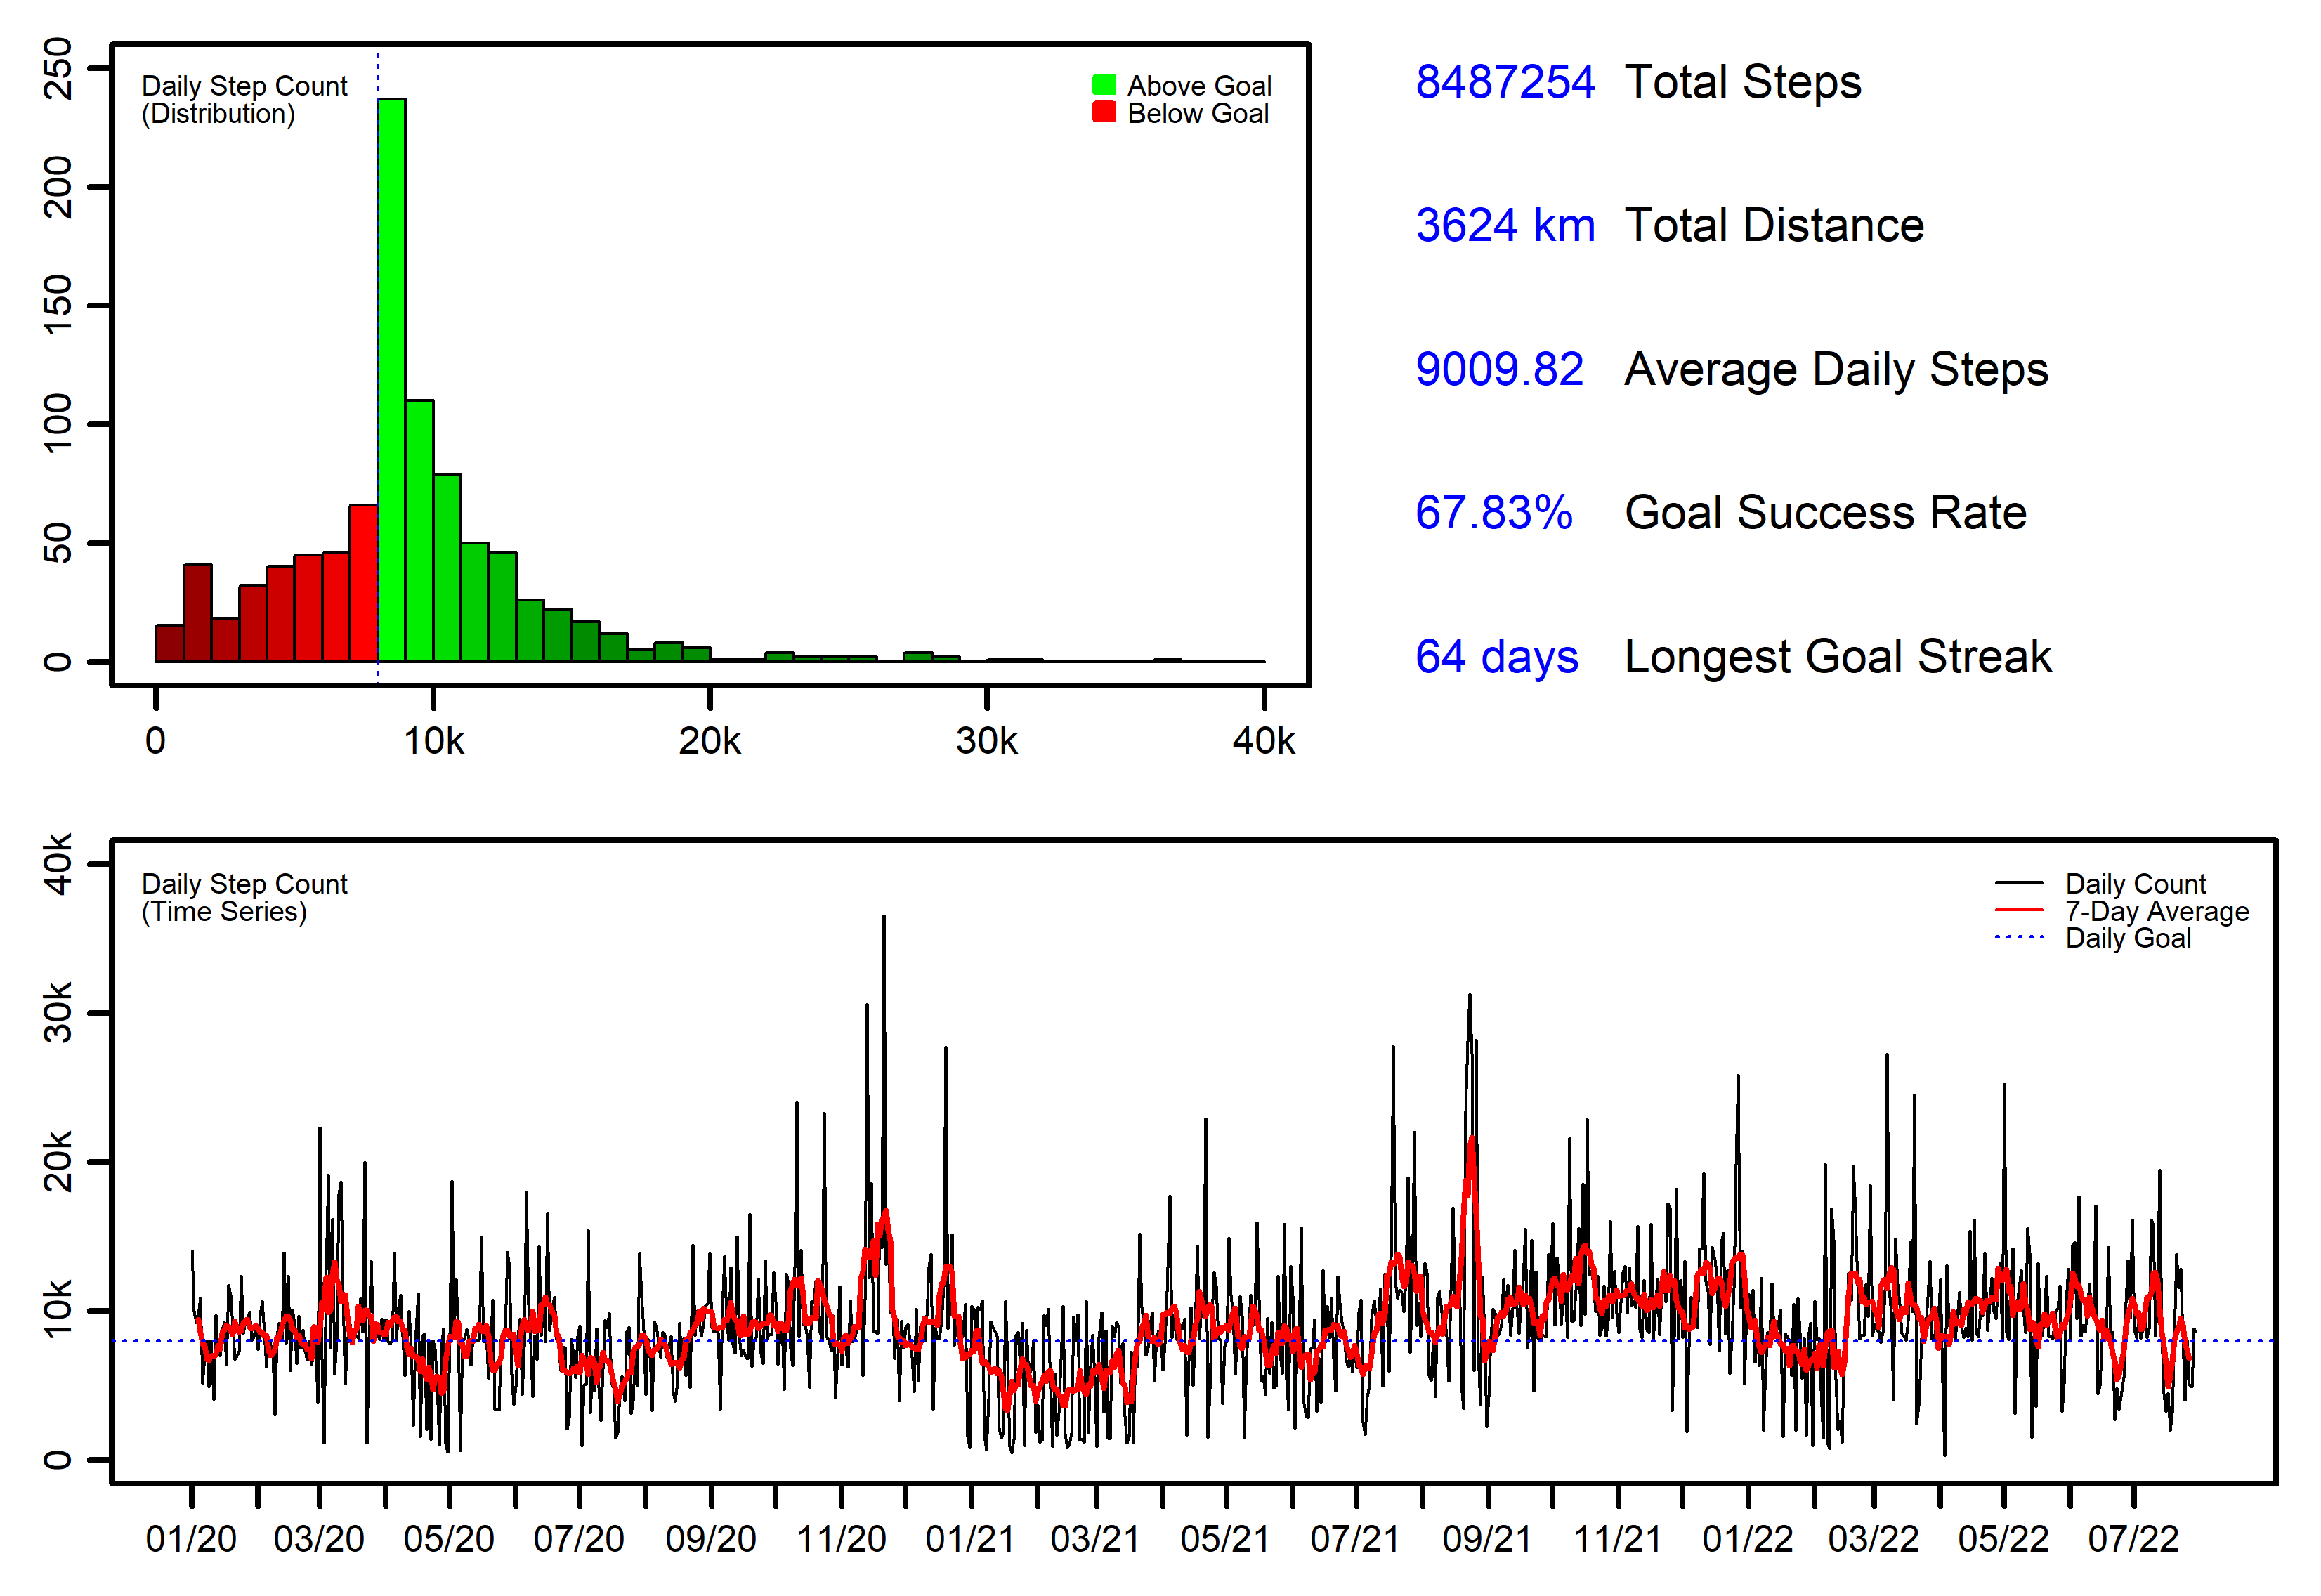 Daily Step Count
(Distribution)
Above Goal
Below Goal
250
200
150
100
50
0
0 10k 20k 30k 40k
8487254 Total Steps
3624 km Total Distance
9009.82 Average Daily Steps
67.83% Goal Success Rate
64 days Longest Goal Streak
Daily Step Count
(Time Series)
Daily Count
7-Day Average
Daily Goal
40k
30k
20k
10k
0
01/20 03/20 05/20 07/20 09/20 11/20 01/21 03/21 05/21 07/21 09/21 11/21 01/22 03/22 05/22 07/22